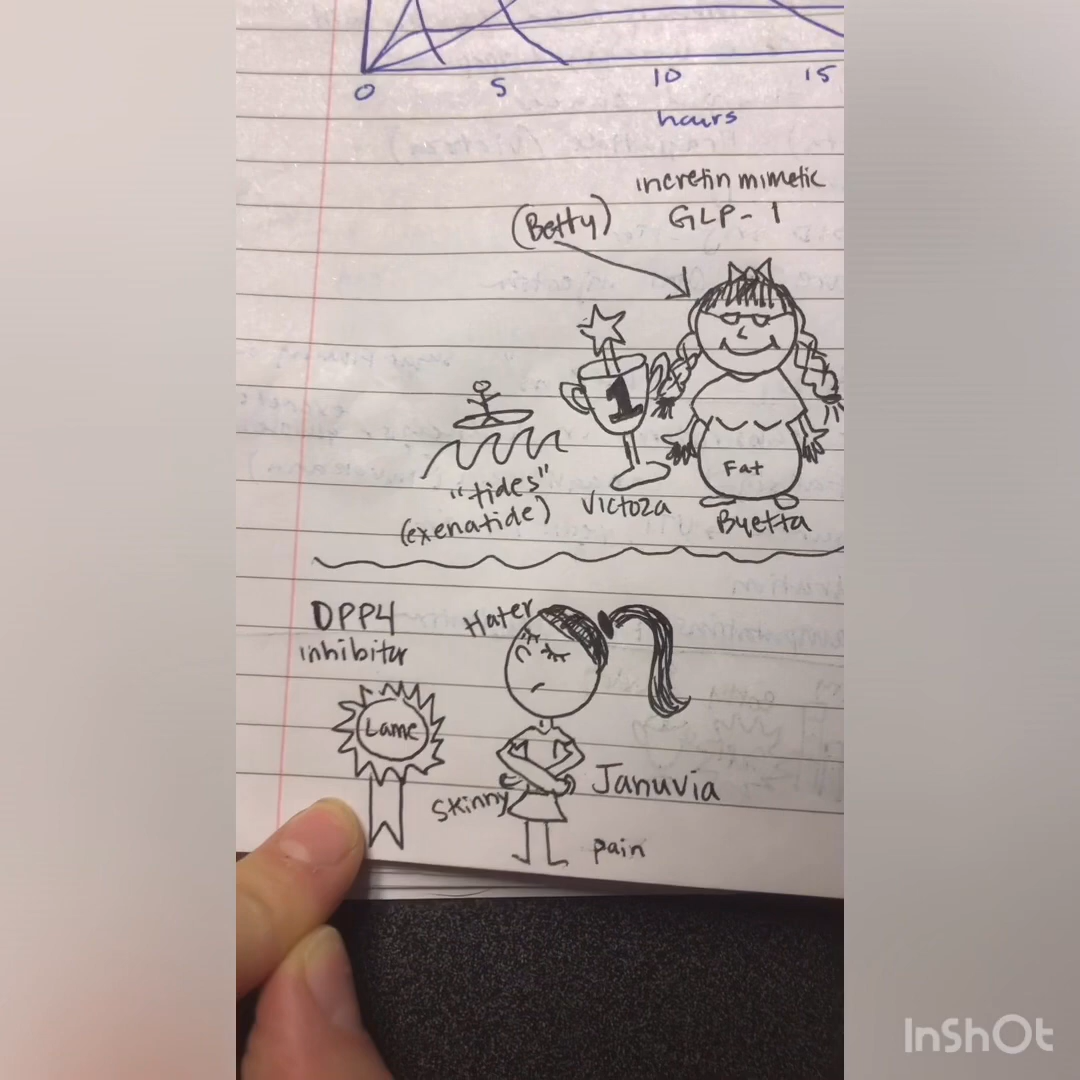 0 5 10 15
hours
incretin mimetic
GLP-1
(Betty)
1
Fat
"tides"
(exenatide)
Victoza
Byetta
DPP4
inhibitur
Hater
Lame
Skinny
Januvia
pain
InShOt